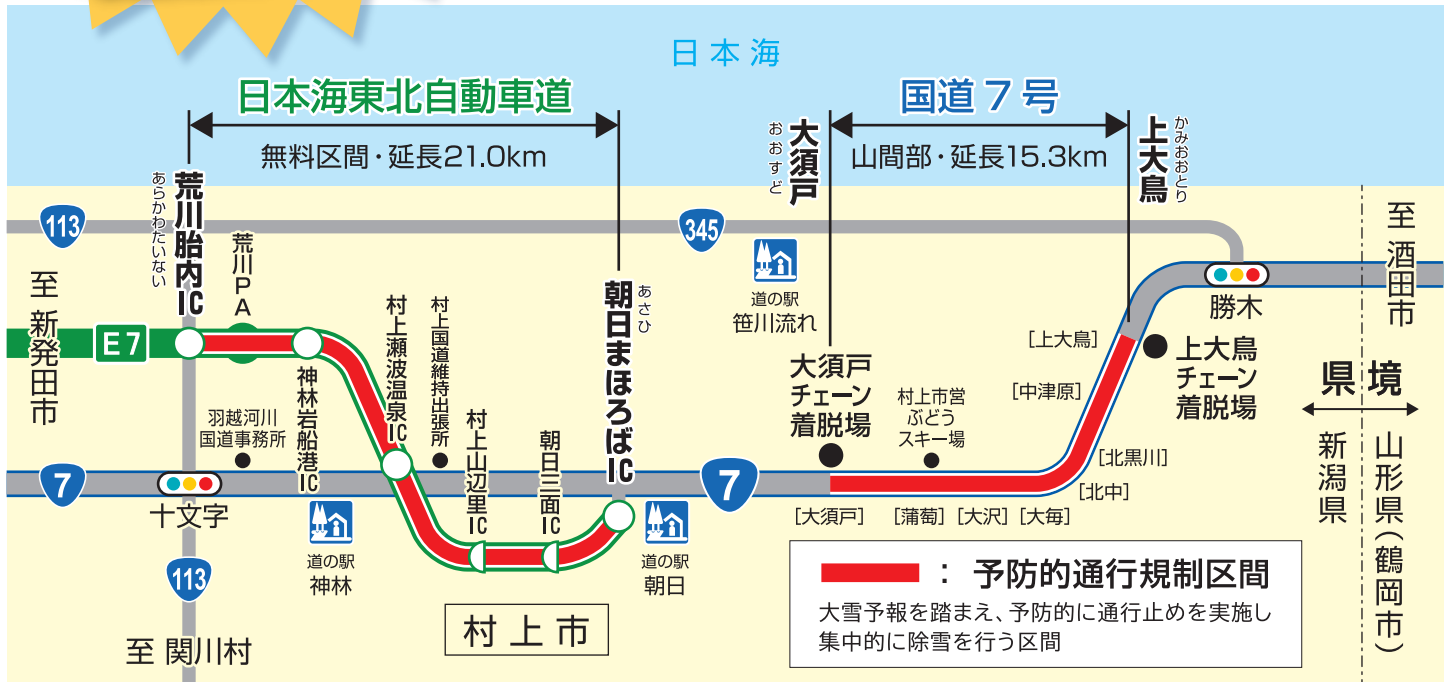 日本海
日本海東北自動車道
無料区間・延長21.0km
国道7号
山間部・延長15.3km
大須戸
おおすど
上大鳥
かみおおとり
荒川胎内IC
あらかわたいない
荒川PA
朝日まほろばIC
あさひ
113
345
道の駅
笹川流れ
至 新発田市
E7
神林岩船港IC
村上瀬波温泉IC
村上国道維持出張所
村上山辺里IC
朝日三面IC
羽越河川
国道事務所
7
十文字
113
至 関川村
道の駅
神林
道の駅
朝日
村上市
7
大須戸
チェーン
着脱場
村上市営
ぶどう
スキー場
[大須戸]
[蒲萄]
[大沢]
[大毎]
[北中]
[北黒川]
[中津原]
[上大鳥]
上大鳥
チェーン
着脱場
勝木
至 酒田市
県境
新潟県
山形県(鶴岡市)
: 予防的通行規制区間
大雪予報を踏まえ、予防的に通行止めを実施し
集中的に除雪を行う区間